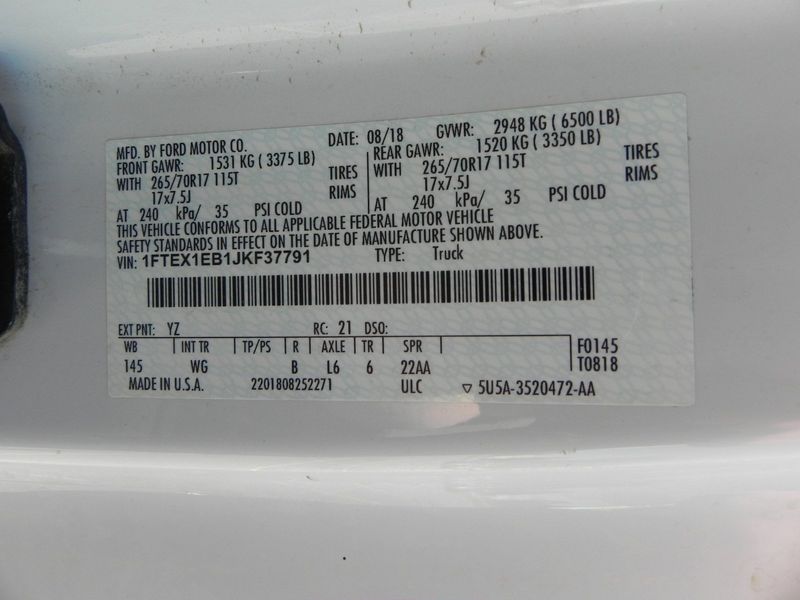 MFD. BY FORD MOTOR CO. DATE: 08/18 GVWR: 2948 KG ( 6500 LB)
FRONT GAWR: 1531 KG ( 3375 LB) REAR GAWR: 1520 KG ( 3350 LB)
WITH 265/70R17 115T TIRES WITH 265/70R17 115T TIRES
17x7.5J RIMS 17x7.5J RIMS
AT 240 kPa/ 35 PSI COLD AT 240 kPa/ 35 PSI COLD
THIS VEHICLE CONFORMS TO ALL APPLICABLE FEDERAL MOTOR VEHICLE
SAFETY STANDARDS IN EFFECT ON THE DATE OF MANUFACTURE SHOWN ABOVE.
VIN: 1FTEX1EB1JKF37791 TYPE: Truck
EXT PNT: YZ RC: 21 DSO:
WB INT TR TP/PS R AXLE TR SPR F0145
145 WG B L6 6 22AA T0818
MADE IN U.S.A. 2201808252271 ULC ▽ 5U5A-3520472-AA